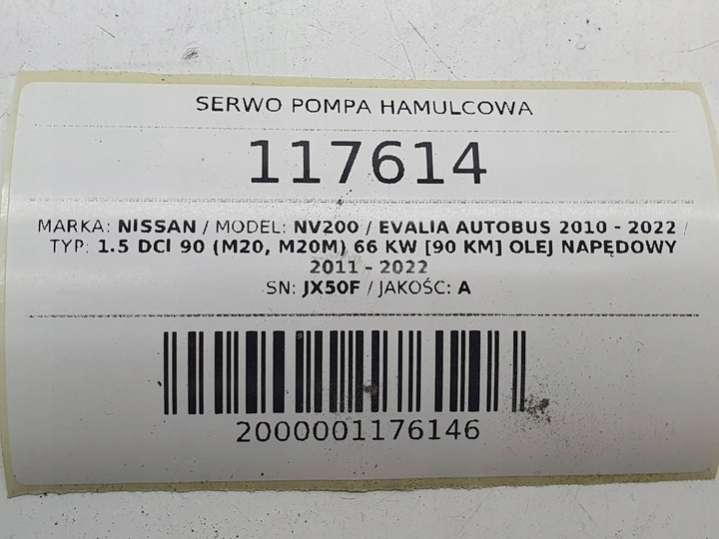 SERWO POMPA HAMULCOWA
117614
MARKA: NISSAN / MODEL: NV200 / EVALIA AUTOBUS 2010 - 2022 /
TYP: 1.5 DCI 90 (M20, M20M) 66 KW [90 KM] OLEJ NAPĘDOWY
2011 - 2022
SN: JX50F / JAKOŚC: A
2000001176146